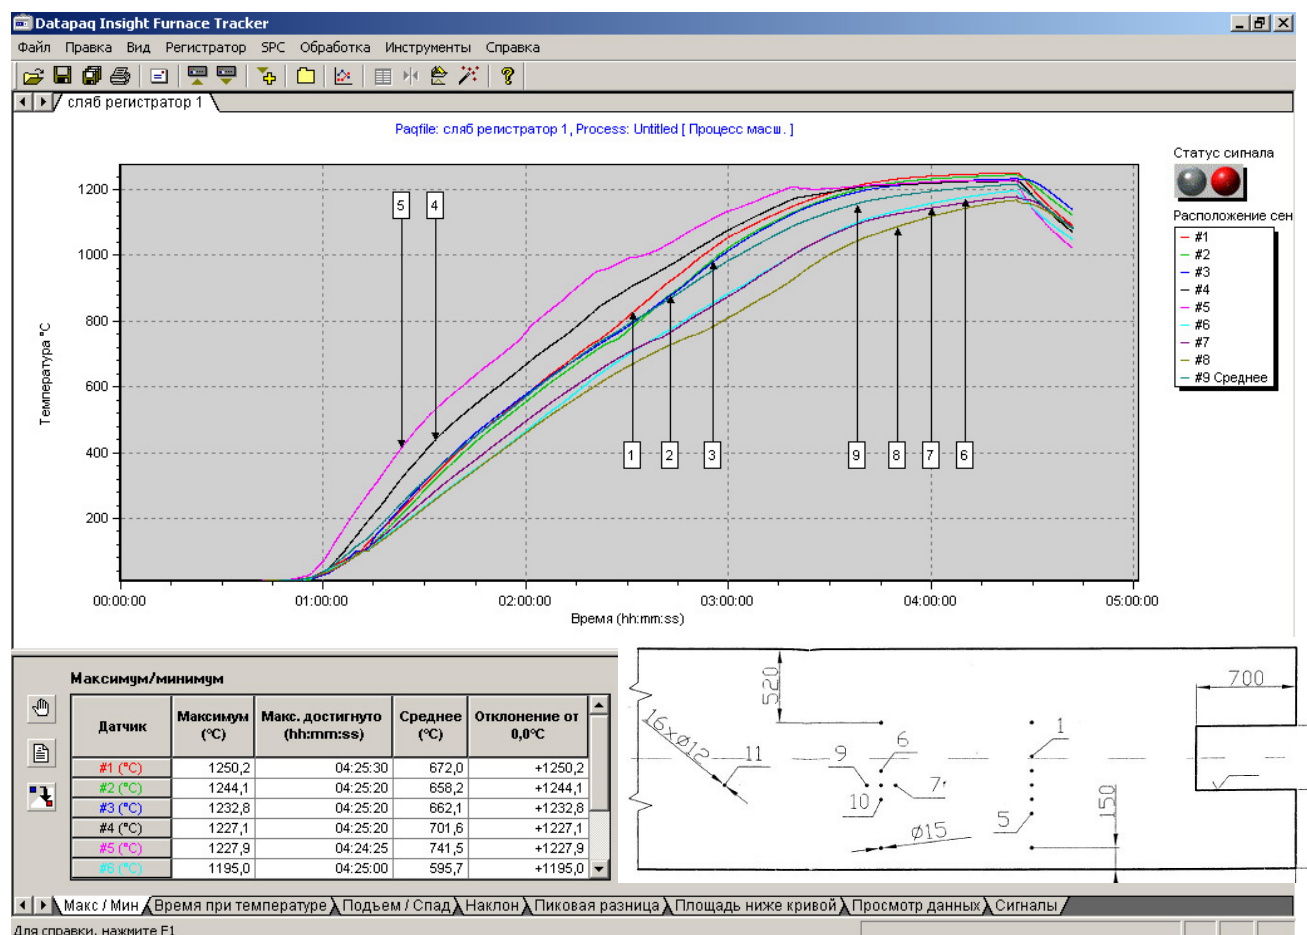 Datapaq Insight Furnace Tracker
Файл Правка Вид Регистратор SPC Обработка Инструменты Справка
сляб регистратор 1
Paqfile: сляб регистратор 1, Process: Untitled [ Процесс масш. ]
Статус сигнала
Расположение сен
#1
#2
#3
#4
#5
#6
#7
#8
#9 Среднее
Температура °C
1200
1000
800
600
400
200
5 4
1 2 3 9 8 7 6
00:00:00 01:00:00 02:00:00 03:00:00 04:00:00 05:00:00
Время (hh:mm:ss)
Максимум/минимум
Датчик Максимум (°C) Макс. достигнуто (hh:mm:ss) Среднее (°C) Отклонение от 0,0°C
#1 (°C) 1250,2 04:25:30 672,0 +1250,2
#2 (°C) 1244,1 04:25:20 658,2 +1244,1
#3 (°C) 1232,8 04:25:20 662,1 +1232,8
#4 (°C) 1227,1 04:25:20 701,6 +1227,1
#5 (°C) 1227,9 04:24:25 741,5 +1227,9
#6 (°C) 1195,0 04:25:00 595,7 +1195,0
520
700
16xø12
11
9
6
1
7
10
5
ø15
150
Макс / Мин Время при температуре Подъем / Спад Наклон Пиковая разница Площадь ниже кривой Просмотр данных Сигналы
Для справки, нажмите F1